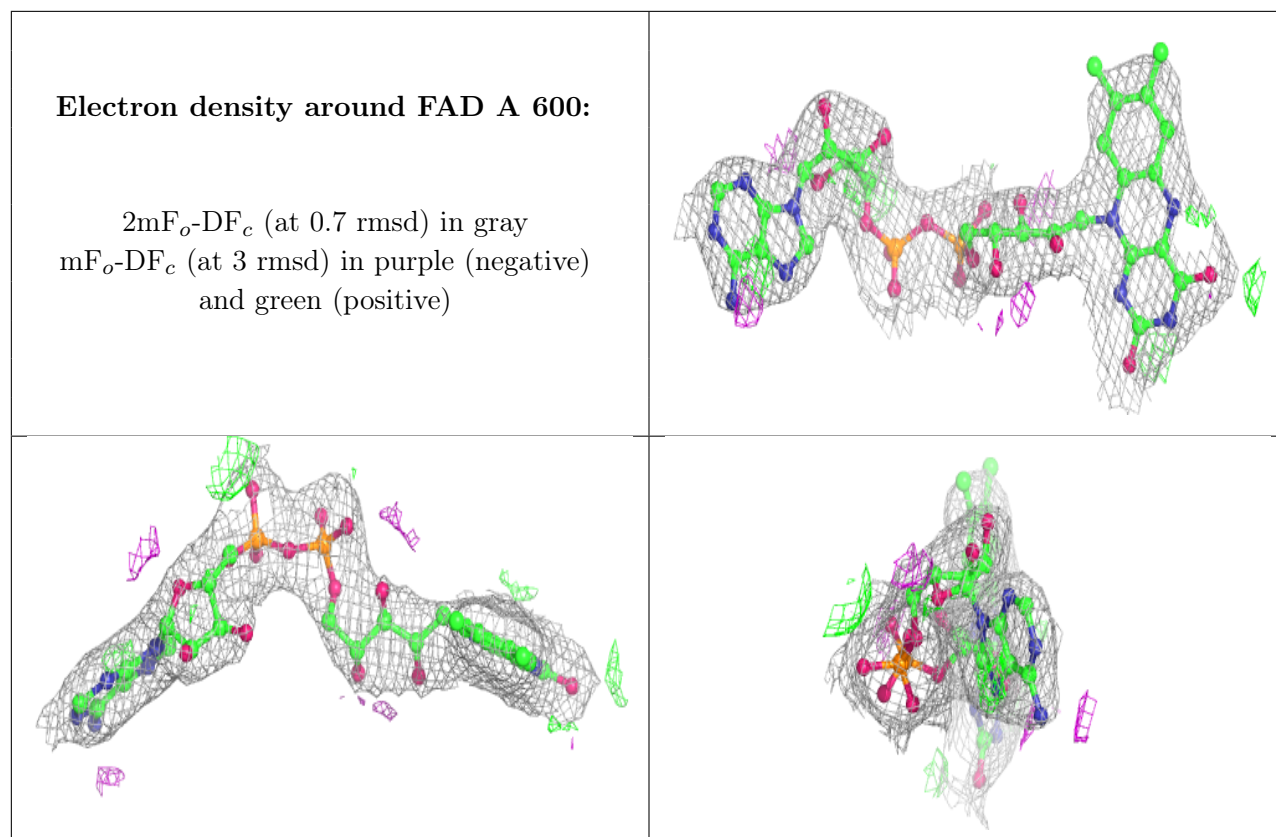 Electron density around FAD A 600:
2mFo-DFc (at 0.7 rmsd) in gray
mFo-DFc (at 3 rmsd) in purple (negative)
and green (positive)